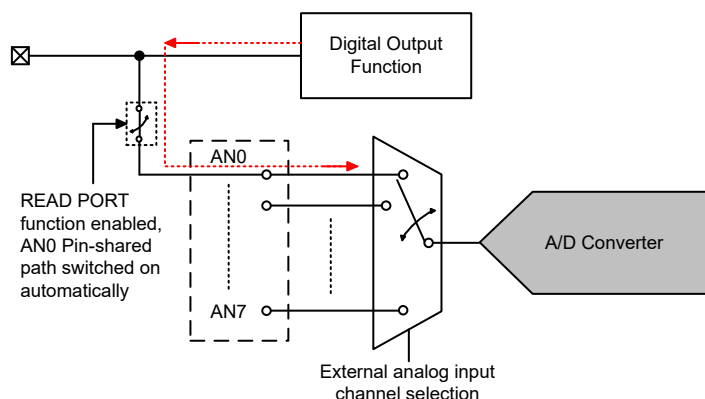 Digital Output
Function
AN0
READ PORT
function enabled,
AN0 Pin-shared
path switched on
automatically
A/D Converter
AN7
External analog input
channel selection